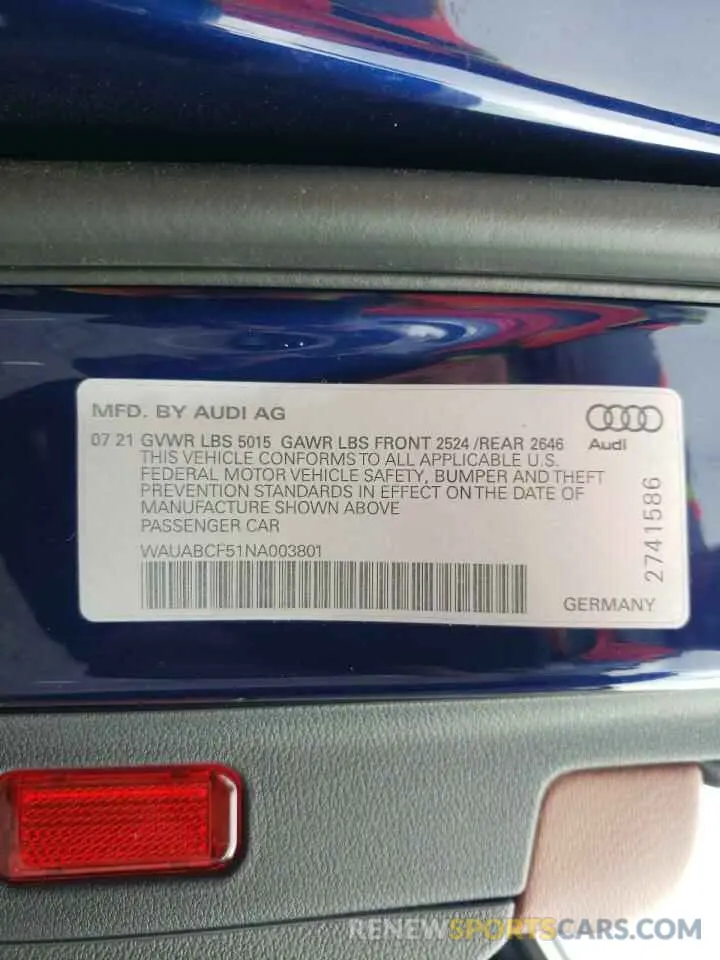 MFD. BY AUDI AG
07 21 GVWR LBS 5015 GAWR LBS FRONT 2524 /REAR 2646
THIS VEHICLE CONFORMS TO ALL APPLICABLE U.S.
FEDERAL MOTOR VEHICLE SAFETY, BUMPER AND THEFT
PREVENTION STANDARDS IN EFFECT ON THE DATE OF
MANUFACTURE SHOWN ABOVE
PASSENGER CAR
WAUABCF51NA003801
Audi
2741586
GERMANY
RENEWSPORTSCARS.COM